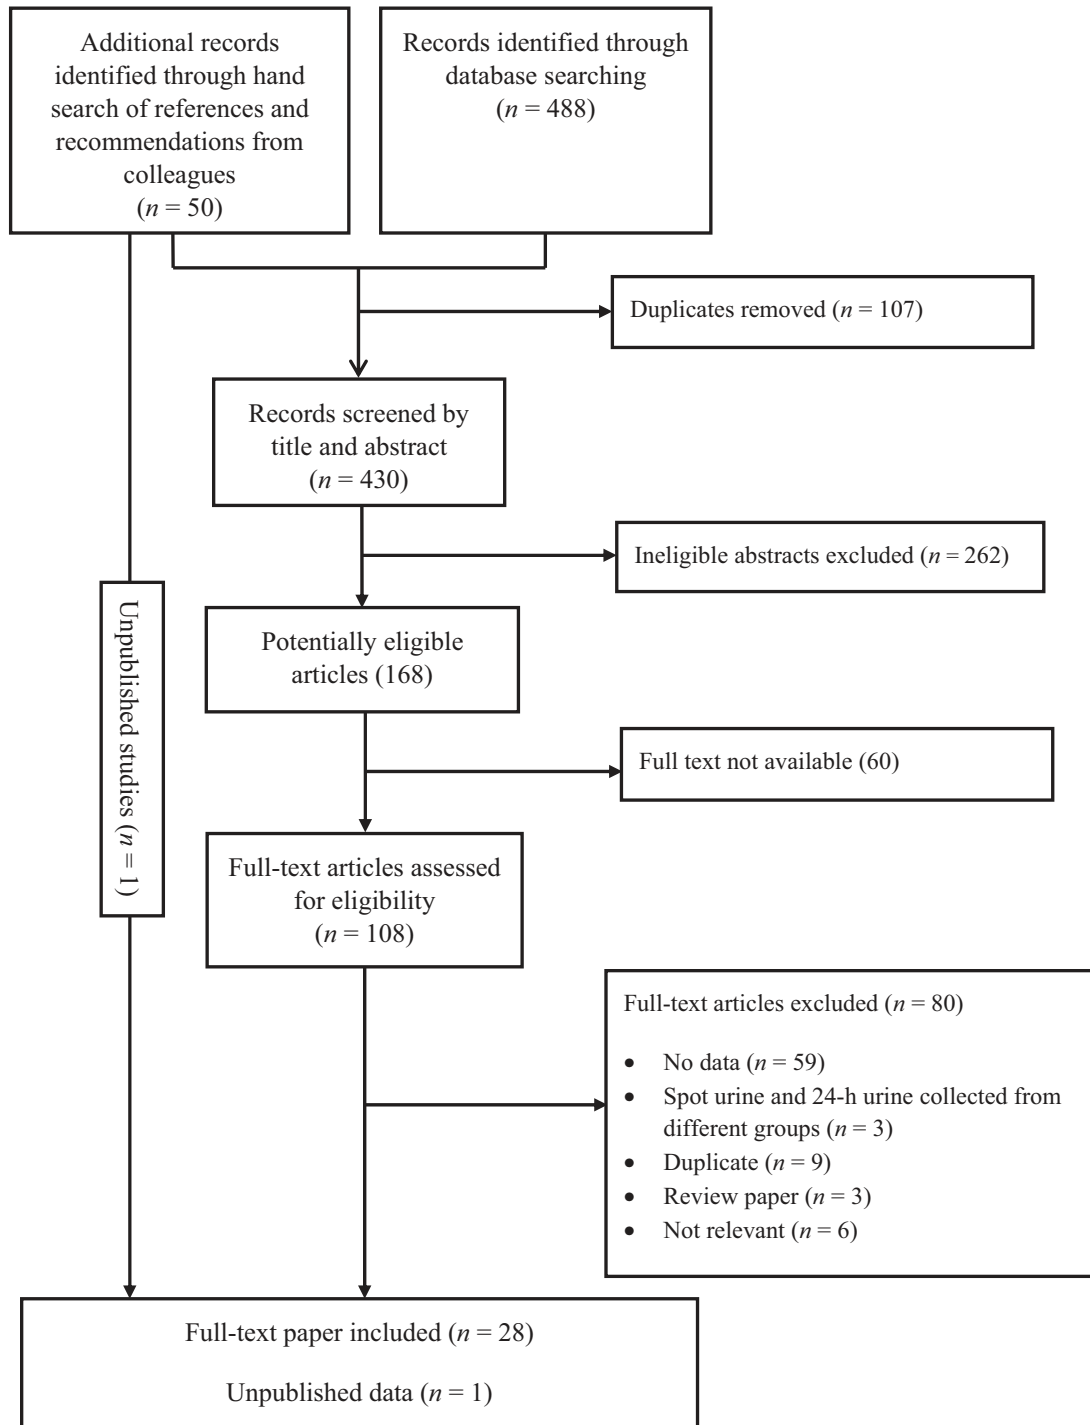 Additional records
identified through hand
search of references and
recommendations from
colleagues
(n = 50)
Records identified through
database searching
(n = 488)
Duplicates removed (n = 107)
Records screened by
title and abstract
(n = 430)
Ineligible abstracts excluded (n = 262)
Unpublished studies (n = 1)
Potentially eligible
articles (168)
Full text not available (60)
Full-text articles assessed
for eligibility
(n = 108)
Full-text articles excluded (n = 80)
• No data (n = 59)
• Spot urine and 24-h urine collected from
different groups (n = 3)
• Duplicate (n = 9)
• Review paper (n = 3)
• Not relevant (n = 6)
Full-text paper included (n = 28)
Unpublished data (n = 1)